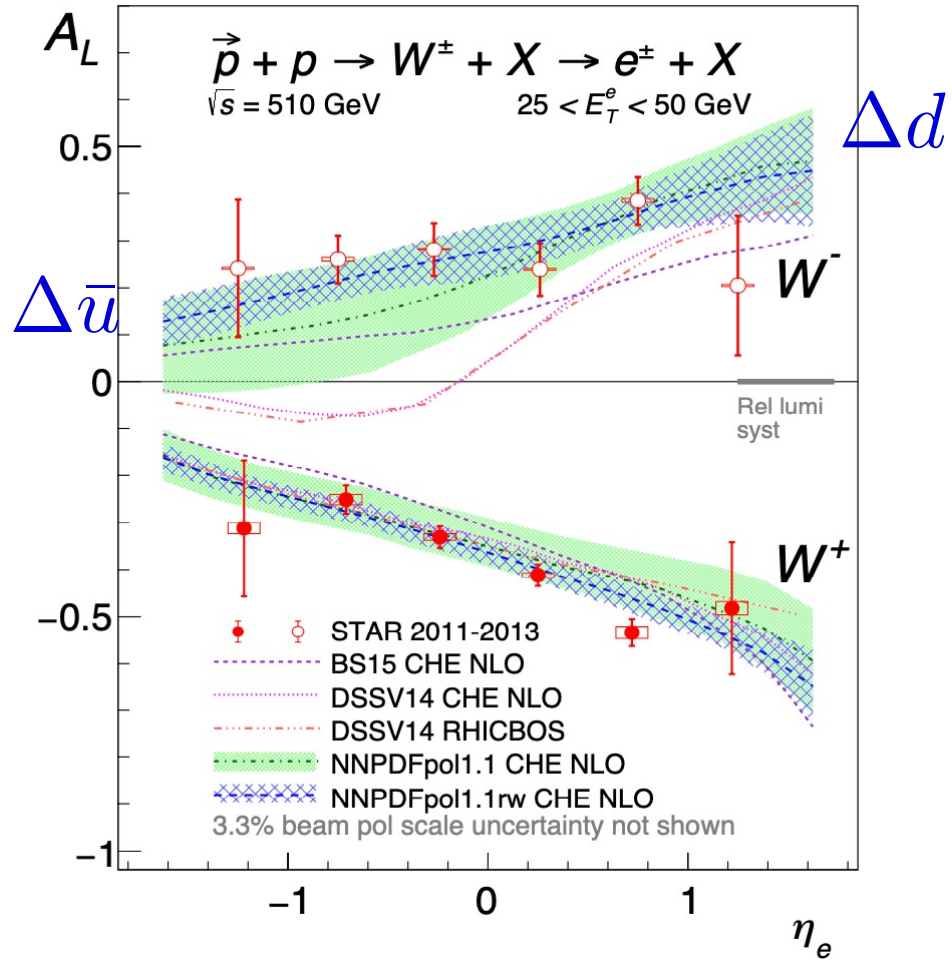 A_L
p⃗ + p → W± + X → e± + X
√s = 510 GeV
25 < E_T^e < 50 GeV
0.5
Δd
Δū
W⁻
0
Rel lumi
syst
W⁺
−0.5
STAR 2011-2013
BS15 CHE NLO
DSSV14 CHE NLO
DSSV14 RHICBOS
NNPDFpol1.1 CHE NLO
NNPDFpol1.1rw CHE NLO
3.3% beam pol scale uncertainty not shown
−1
−1
0
1
η_e